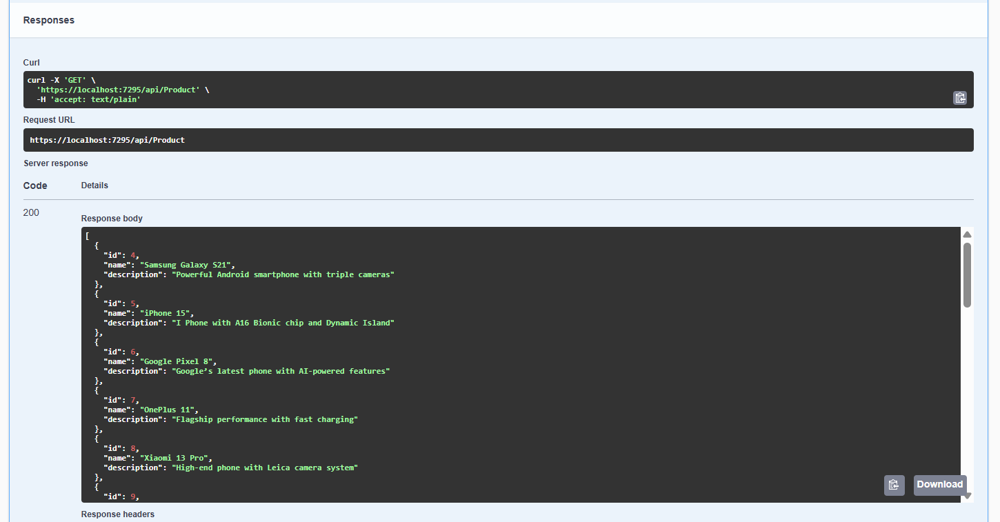 Responses
Curl
curl -X 'GET' \
  'https://localhost:7295/api/Product' \
  -H 'accept: text/plain'
Request URL
https://localhost:7295/api/Product
Server response
Code Details
200
Response body
[
  {
    "id": 4,
    "name": "Samsung Galaxy S21",
    "description": "Powerful Android smartphone with triple cameras"
  },
  {
    "id": 5,
    "name": "iPhone 15",
    "description": "I Phone with A16 Bionic chip and Dynamic Island"
  },
  {
    "id": 6,
    "name": "Google Pixel 8",
    "description": "Google’s latest phone with AI-powered features"
  },
  {
    "id": 7,
    "name": "OnePlus 11",
    "description": "Flagship performance with fast charging"
  },
  {
    "id": 8,
    "name": "Xiaomi 13 Pro",
    "description": "High-end phone with Leica camera system"
  },
  {
    "id": 9,
Download
Response headers